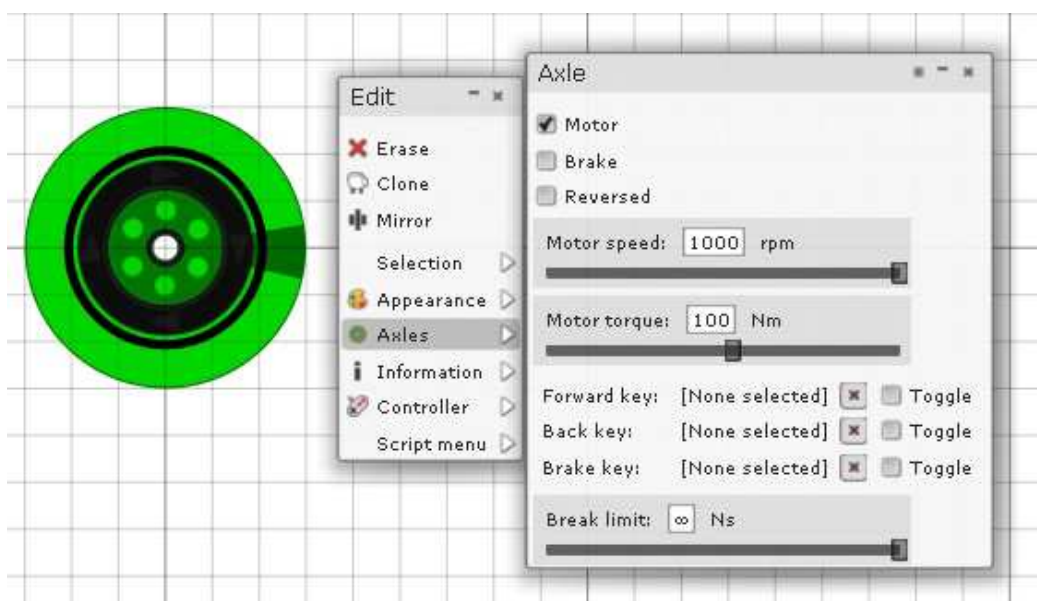 Edit
Erase
Clone
Mirror
Selection
Appearance
Axles
Information
Controller
Script menu
Axle
Motor
Brake
Reversed
Motor speed: 1000 rpm
Motor torque: 100 Nm
Forward key: [None selected] Toggle
Back key: [None selected] Toggle
Brake key: [None selected] Toggle
Break limit: ∞ Ns